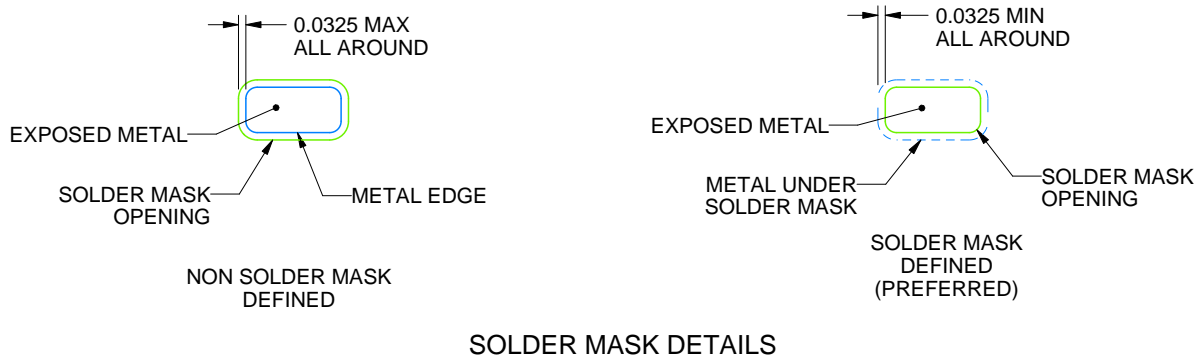 0.0325 MAX
ALL AROUND
EXPOSED METAL
SOLDER MASK
OPENING
METAL EDGE
NON SOLDER MASK
DEFINED
0.0325 MIN
ALL AROUND
EXPOSED METAL
METAL UNDER
SOLDER MASK
SOLDER MASK
OPENING
SOLDER MASK
DEFINED
(PREFERRED)
SOLDER MASK DETAILS